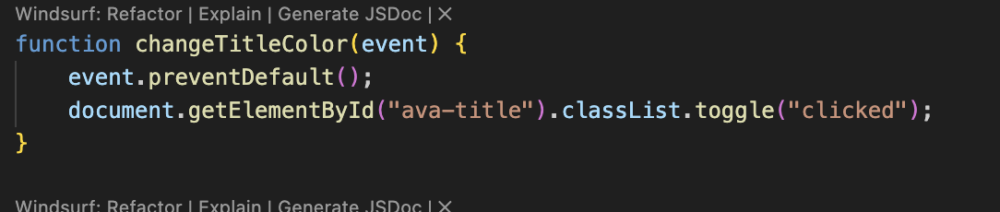 Windsurf: Refactor | Explain | Generate JSDoc | ×
function changeTitleColor(event) {
    event.preventDefault();
    document.getElementById("ava-title").classList.toggle("clicked");
}
Windsurf: Refactor | Explain | Generate JSDoc | ×